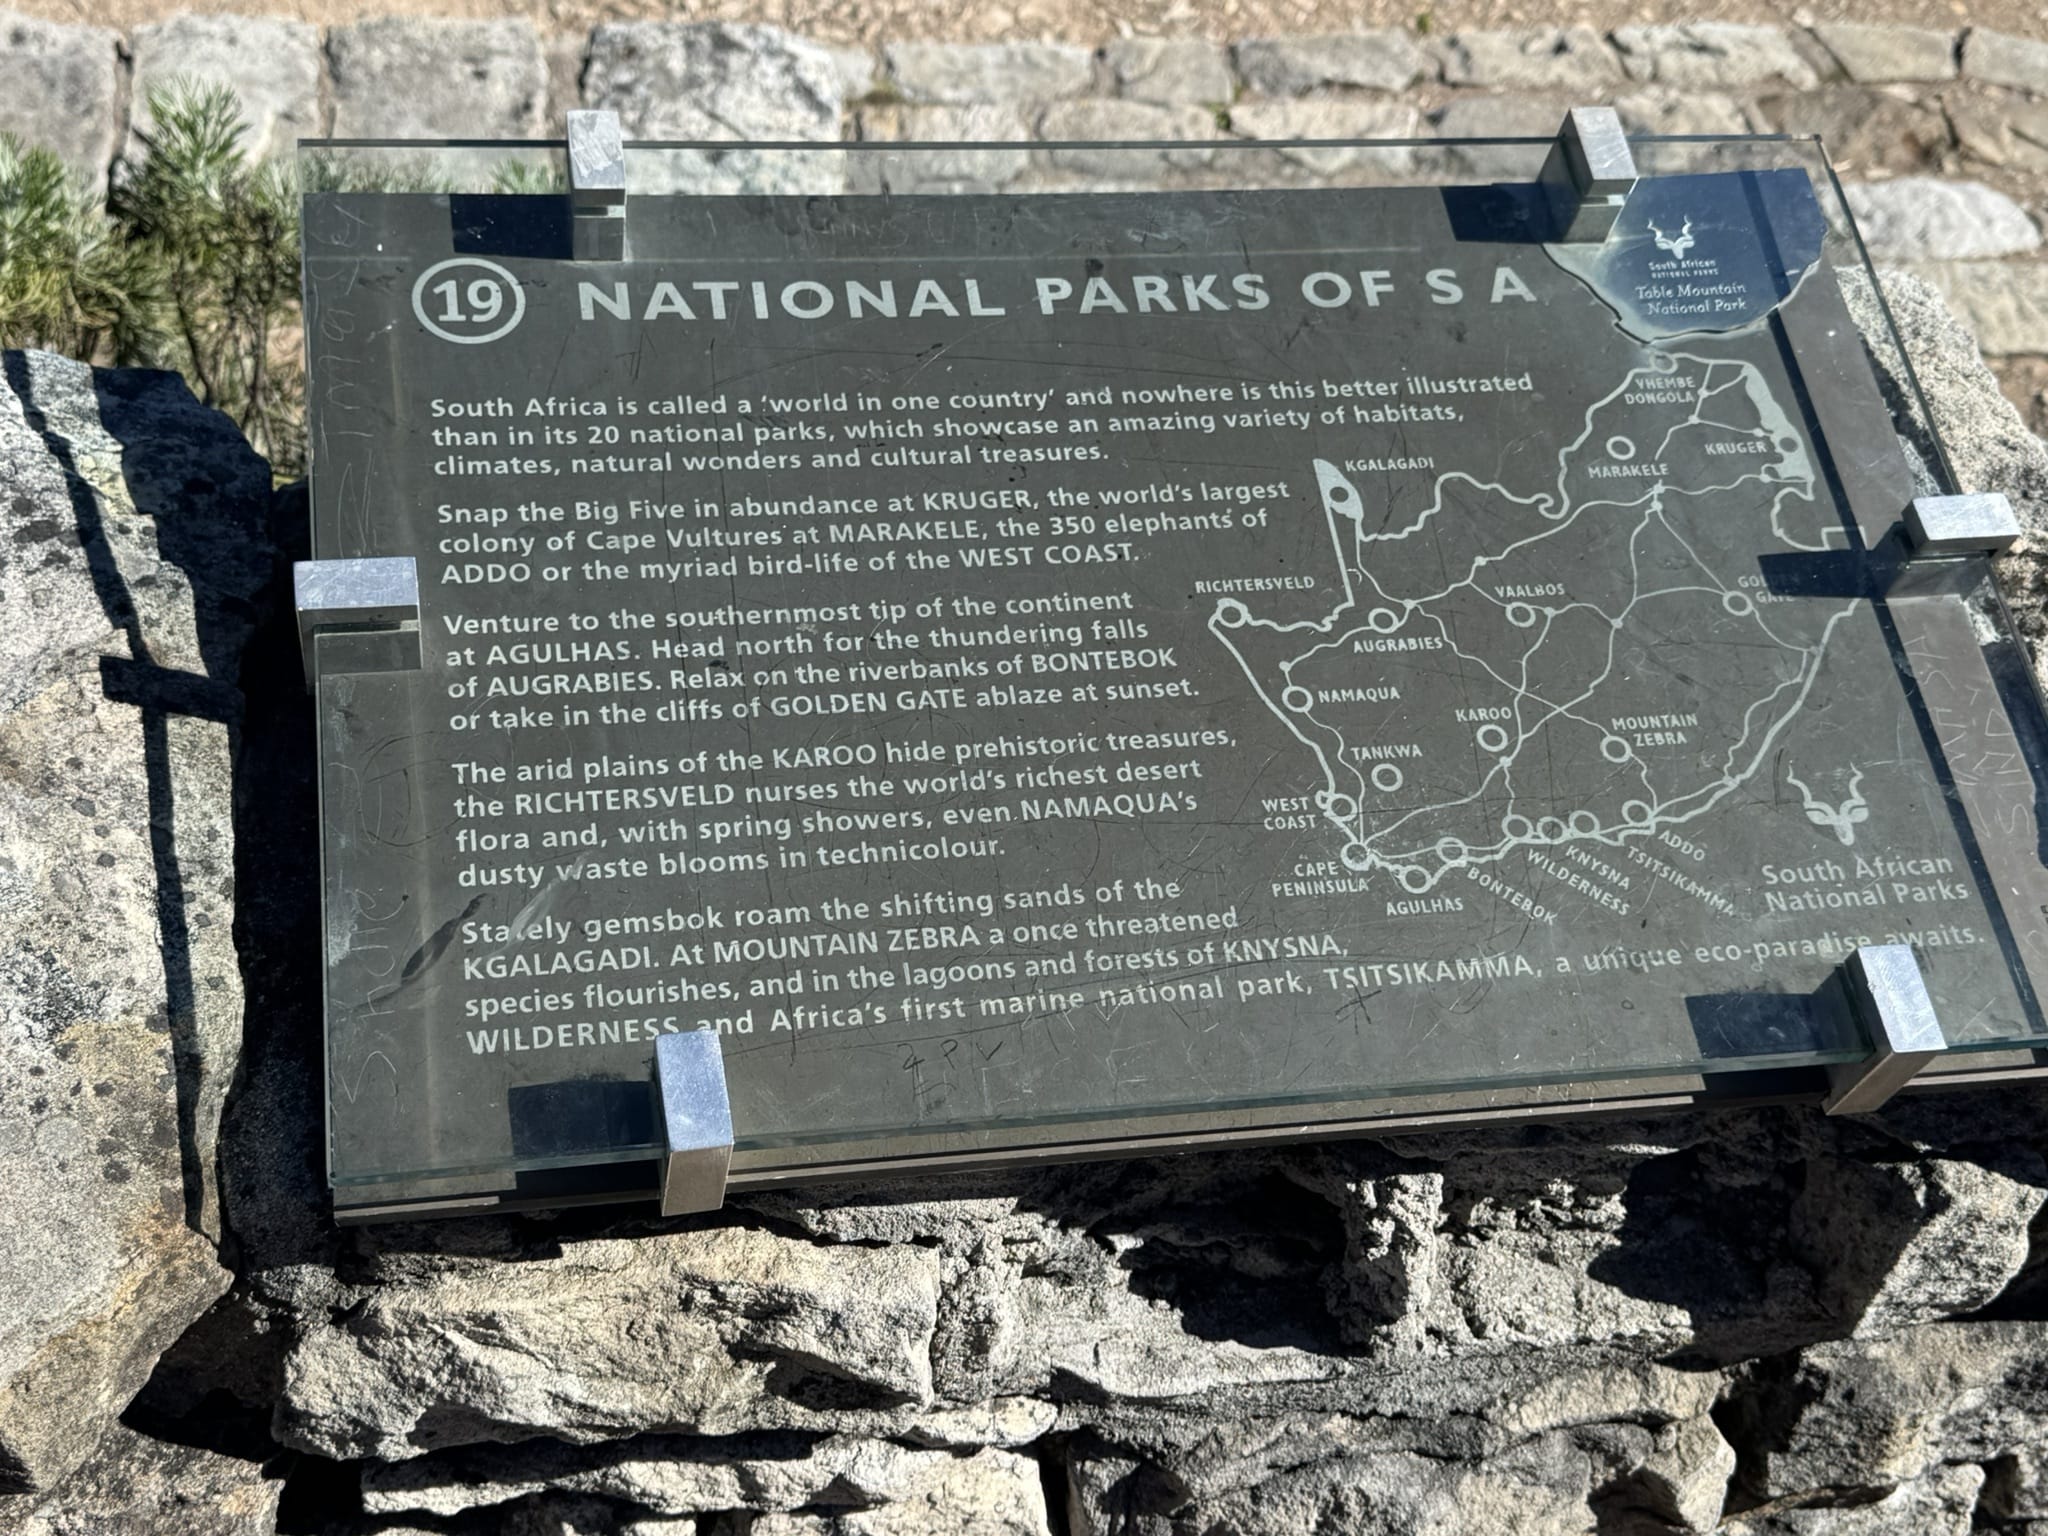 19 NATIONAL PARKS OF S A
South African
NATIONAL PARKS
Table Mountain
National Park
South Africa is called a 'world in one country' and nowhere is this better illustrated
than in its 20 national parks, which showcase an amazing variety of habitats,
climates, natural wonders and cultural treasures.
Snap the Big Five in abundance at KRUGER, the world's largest
colony of Cape Vultures at MARAKELE, the 350 elephants of
ADDO or the myriad bird-life of the WEST COAST.
Venture to the southernmost tip of the continent
at AGULHAS. Head north for the thundering falls
of AUGRABIES. Relax on the riverbanks of BONTEBOK
or take in the cliffs of GOLDEN GATE ablaze at sunset.
The arid plains of the KAROO hide prehistoric treasures,
the RICHTERSVELD nurses the world's richest desert
flora and, with spring showers, even NAMAQUA's
dusty waste blooms in technicolour.
Stately gemsbok roam the shifting sands of the
KGALAGADI. At MOUNTAIN ZEBRA a once threatened
species flourishes, and in the lagoons and forests of KNYSNA,
WILDERNESS and Africa's first marine national park, TSITSIKAMMA, a unique eco-paradise awaits.
VHEMBE
DONGOLA
KRUGER
MARAKELE
KGALAGADI
RICHTERSVELD
VAALBOS
GOLDEN
GATE
AUGRABIES
NAMAQUA
KAROO
MOUNTAIN
ZEBRA
TANKWA
WEST
COAST
CAPE
PENINSULA
AGULHAS
BONTEBOK
WILDERNESS
KNYSNA
TSITSIKAMMA
ADDO
South African
National Parks